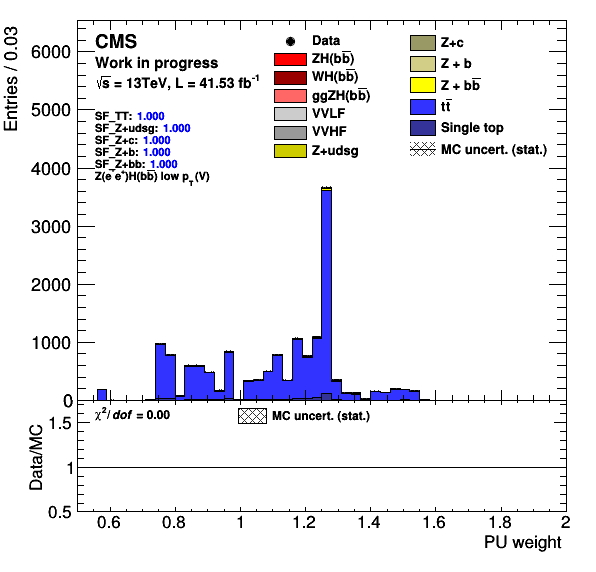 CMS
Work in progress
√s = 13TeV, L = 41.53 fb⁻¹
SF_TT: 1.000
SF_Z+udsg: 1.000
SF_Z+c: 1.000
SF_Z+b: 1.000
SF_Z+bb: 1.000
Z(e⁻e⁺)H(bb̅) low p_T(V)
Data
ZH(bb̅)
WH(bb̅)
ggZH(bb̅)
VVLF
VVHF
Z+udsg
Z+c
Z + b
Z + bb̅
tt̅
Single top
MC uncert. (stat.)
Entries / 0.03
6000
5000
4000
3000
2000
1000
0
χ²/dof = 0.00
MC uncert. (stat.)
Data/MC
1.5
1
0.5
0.6 0.8 1 1.2 1.4 1.6 1.8 2
PU weight